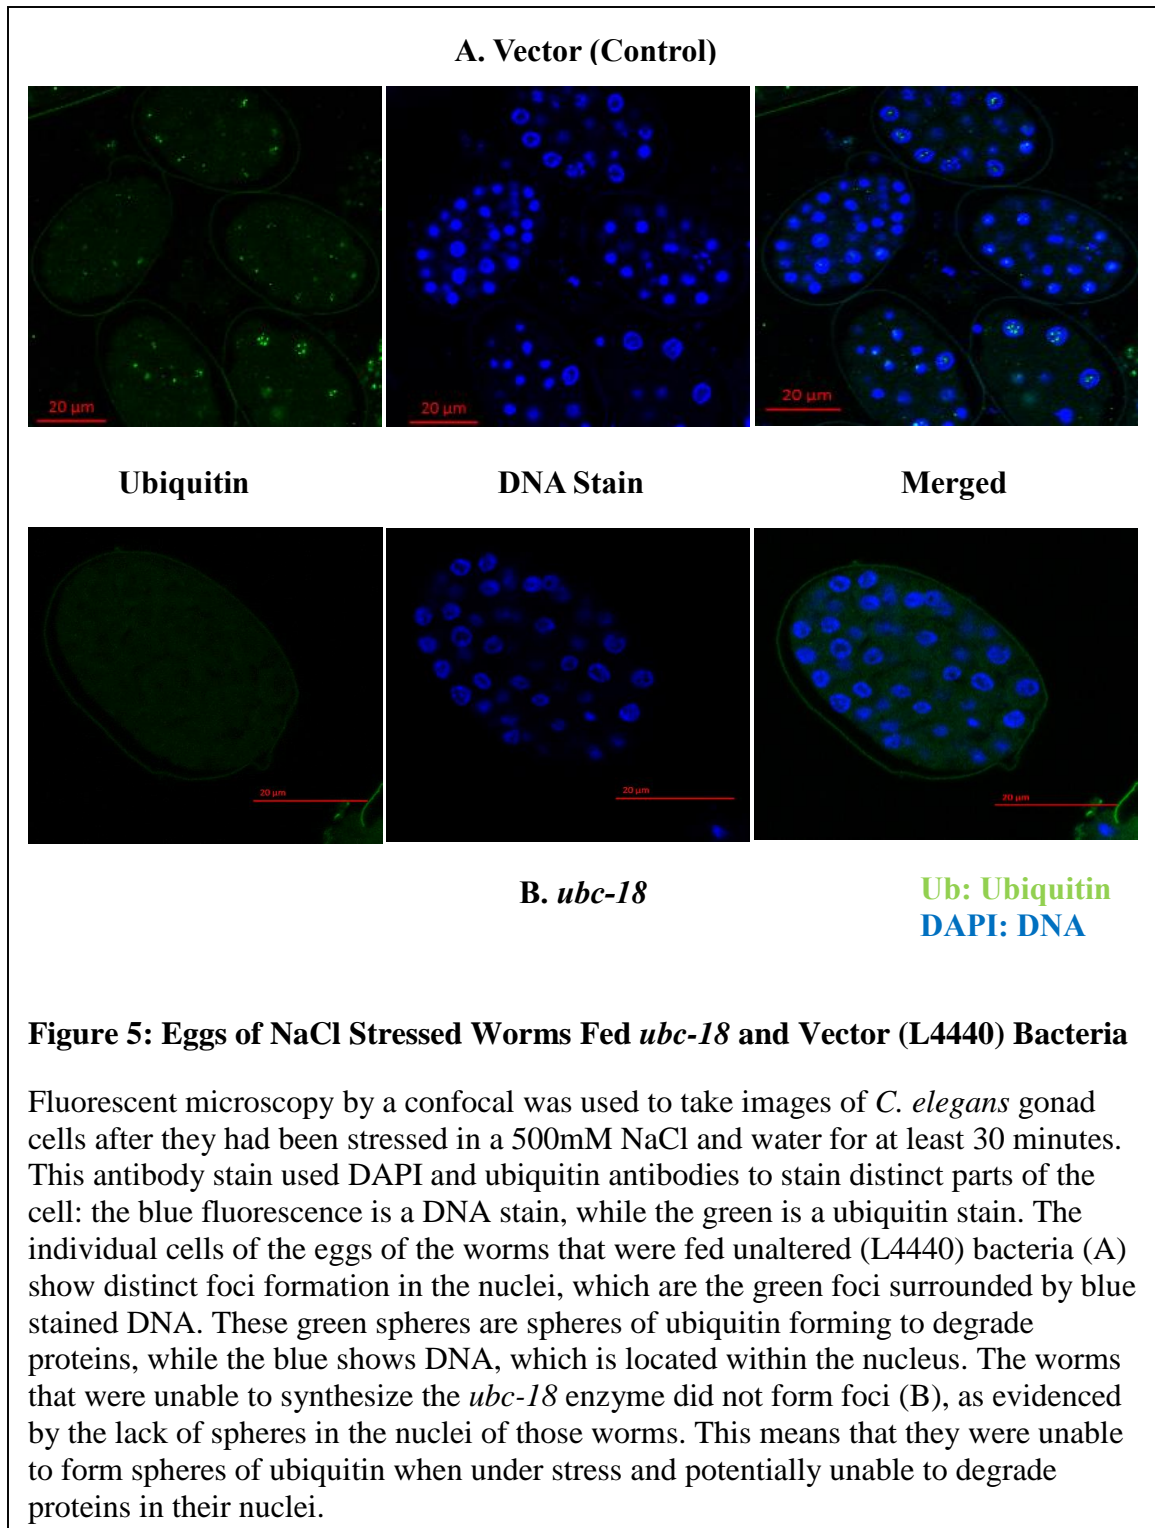 A. Vector (Control)
20 µm
20 µm
20 µm
Ubiquitin
DNA Stain
Merged
20 µm
20 µm
20 µm
B. ubc-18
Ub: Ubiquitin
DAPI: DNA
Figure 5: Eggs of NaCl Stressed Worms Fed ubc-18 and Vector (L4440) Bacteria
Fluorescent microscopy by a confocal was used to take images of C. elegans gonad
cells after they had been stressed in a 500mM NaCl and water for at least 30 minutes.
This antibody stain used DAPI and ubiquitin antibodies to stain distinct parts of the
cell: the blue fluorescence is a DNA stain, while the green is a ubiquitin stain. The
individual cells of the eggs of the worms that were fed unaltered (L4440) bacteria (A)
show distinct foci formation in the nuclei, which are the green foci surrounded by blue
stained DNA. These green spheres are spheres of ubiquitin forming to degrade
proteins, while the blue shows DNA, which is located within the nucleus. The worms
that were unable to synthesize the ubc-18 enzyme did not form foci (B), as evidenced
by the lack of spheres in the nuclei of those worms. This means that they were unable
to form spheres of ubiquitin when under stress and potentially unable to degrade
proteins in their nuclei.